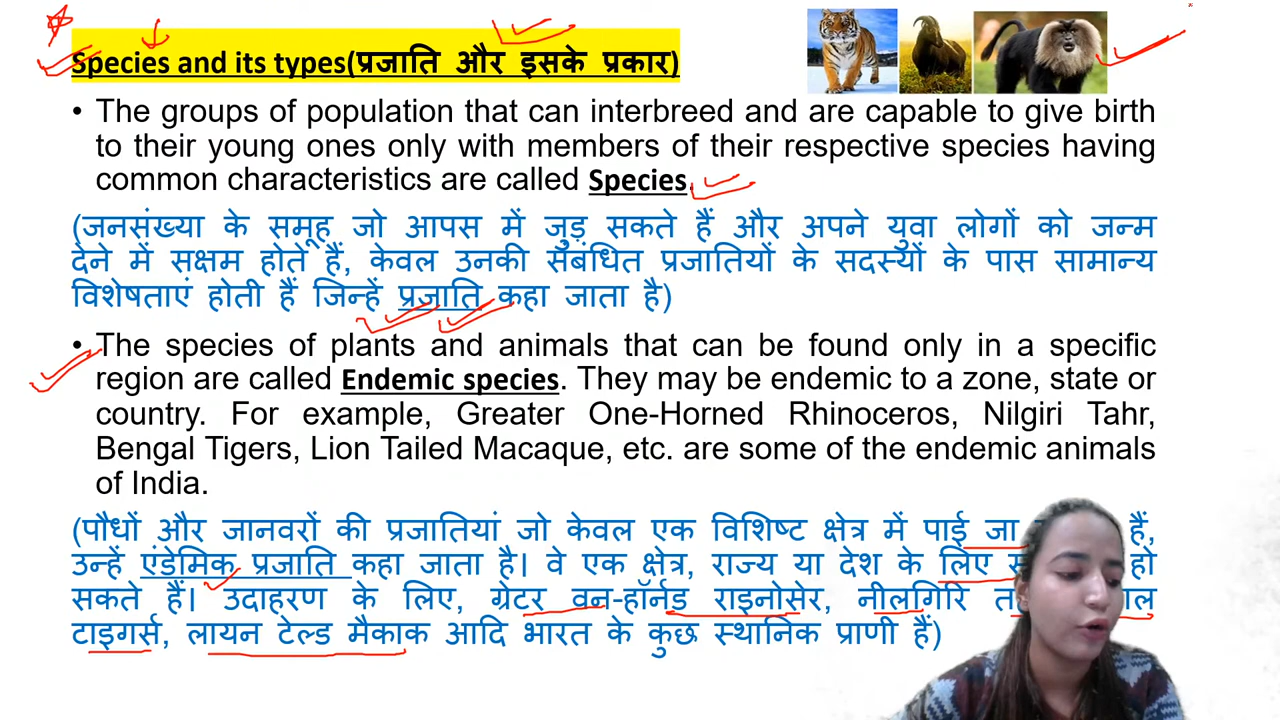 Species and its types(प्रजाति और इसके प्रकार)
• The groups of population that can interbreed and are capable to give birth
to their young ones only with members of their respective species having
common characteristics are called Species.
(जनसंख्या के समूह जो आपस में जुड़ सकते हैं और अपने युवा लोगों को जन्म
देने में सक्षम होते हैं, केवल उनकी संबंधित प्रजातियों के सदस्यों के पास सामान्य
विशेषताएं होती हैं जिन्हें प्रजाति कहा जाता है)
• The species of plants and animals that can be found only in a specific
region are called Endemic species. They may be endemic to a zone, state or
country. For example, Greater One-Horned Rhinoceros, Nilgiri Tahr,
Bengal Tigers, Lion Tailed Macaque, etc. are some of the endemic animals
of India.
(पौधों और जानवरों की प्रजातियां जो केवल एक विशिष्ट क्षेत्र में पाई जा हैं,
उन्हें एंडेमिक प्रजाति कहा जाता है। वे एक क्षेत्र, राज्य या देश के लिए हो
सकते हैं। उदाहरण के लिए, ग्रेटर वन-हॉर्नड राइनोसेर, नीलगिरि
टाइगर्स, लायन टेल्ड मैकाक आदि भारत के कुछ स्थानिक प्राणी हैं)